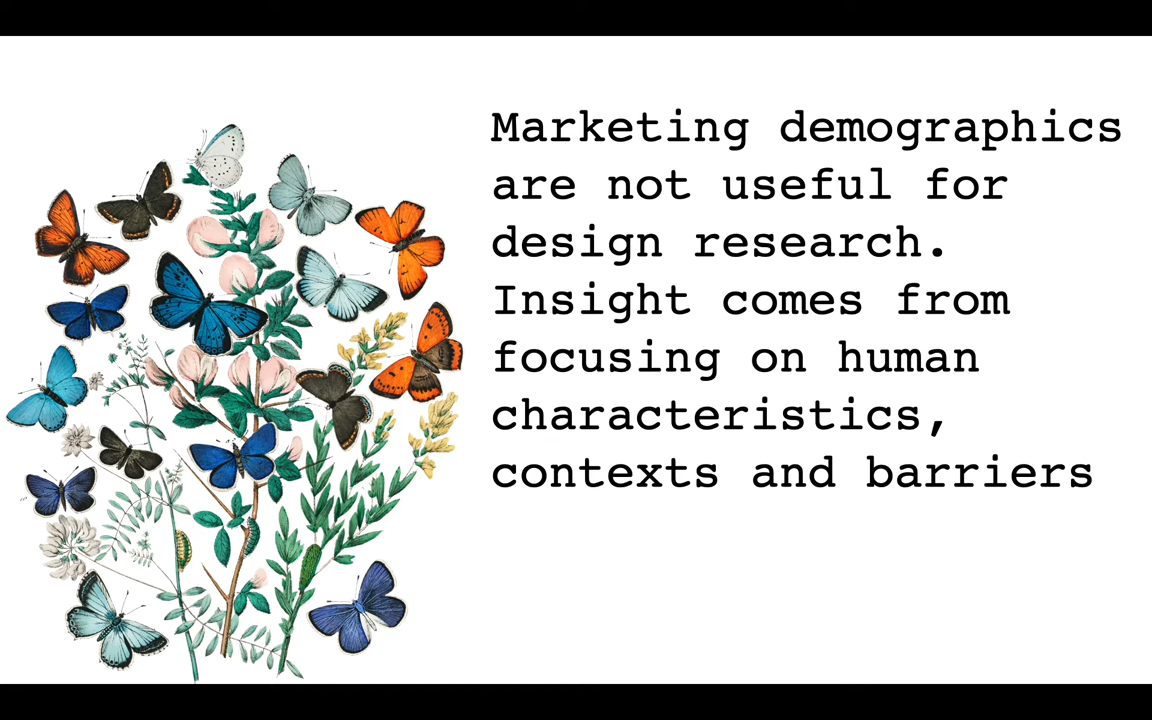 Marketing demographics
are not useful for
design research.
Insight comes from
focusing on human
characteristics,
contexts and barriers